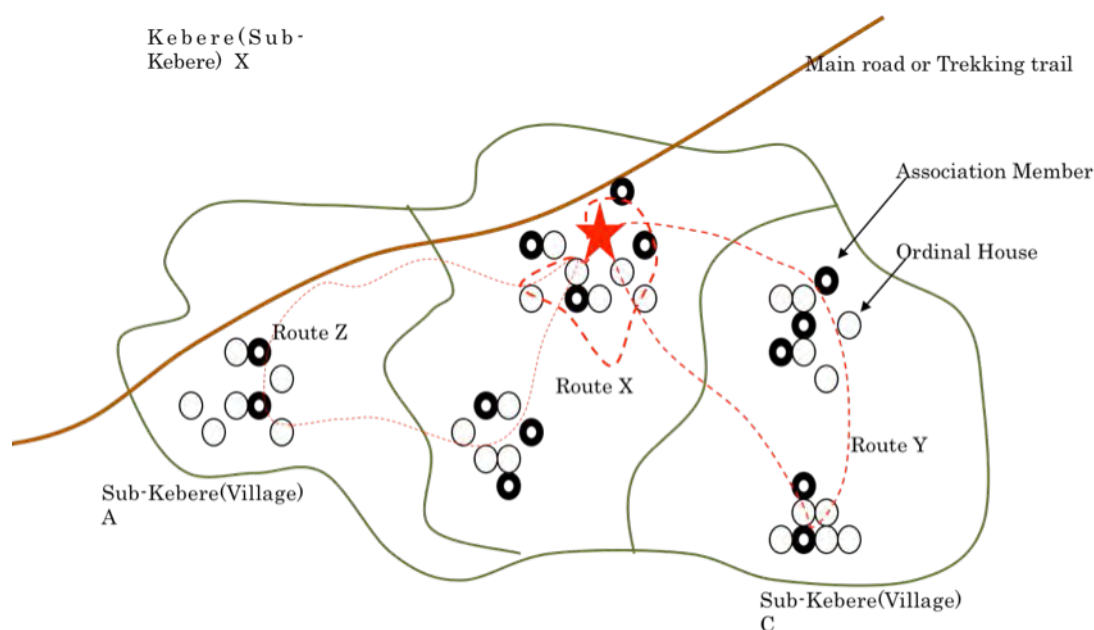 Kebere(Sub-
Kebere) X
Main road or Trekking trail
Association Member
Ordinal House
Route Z
Route X
Route Y
Sub-Kebere(Village)
A
Sub-Kebere(Village)
C